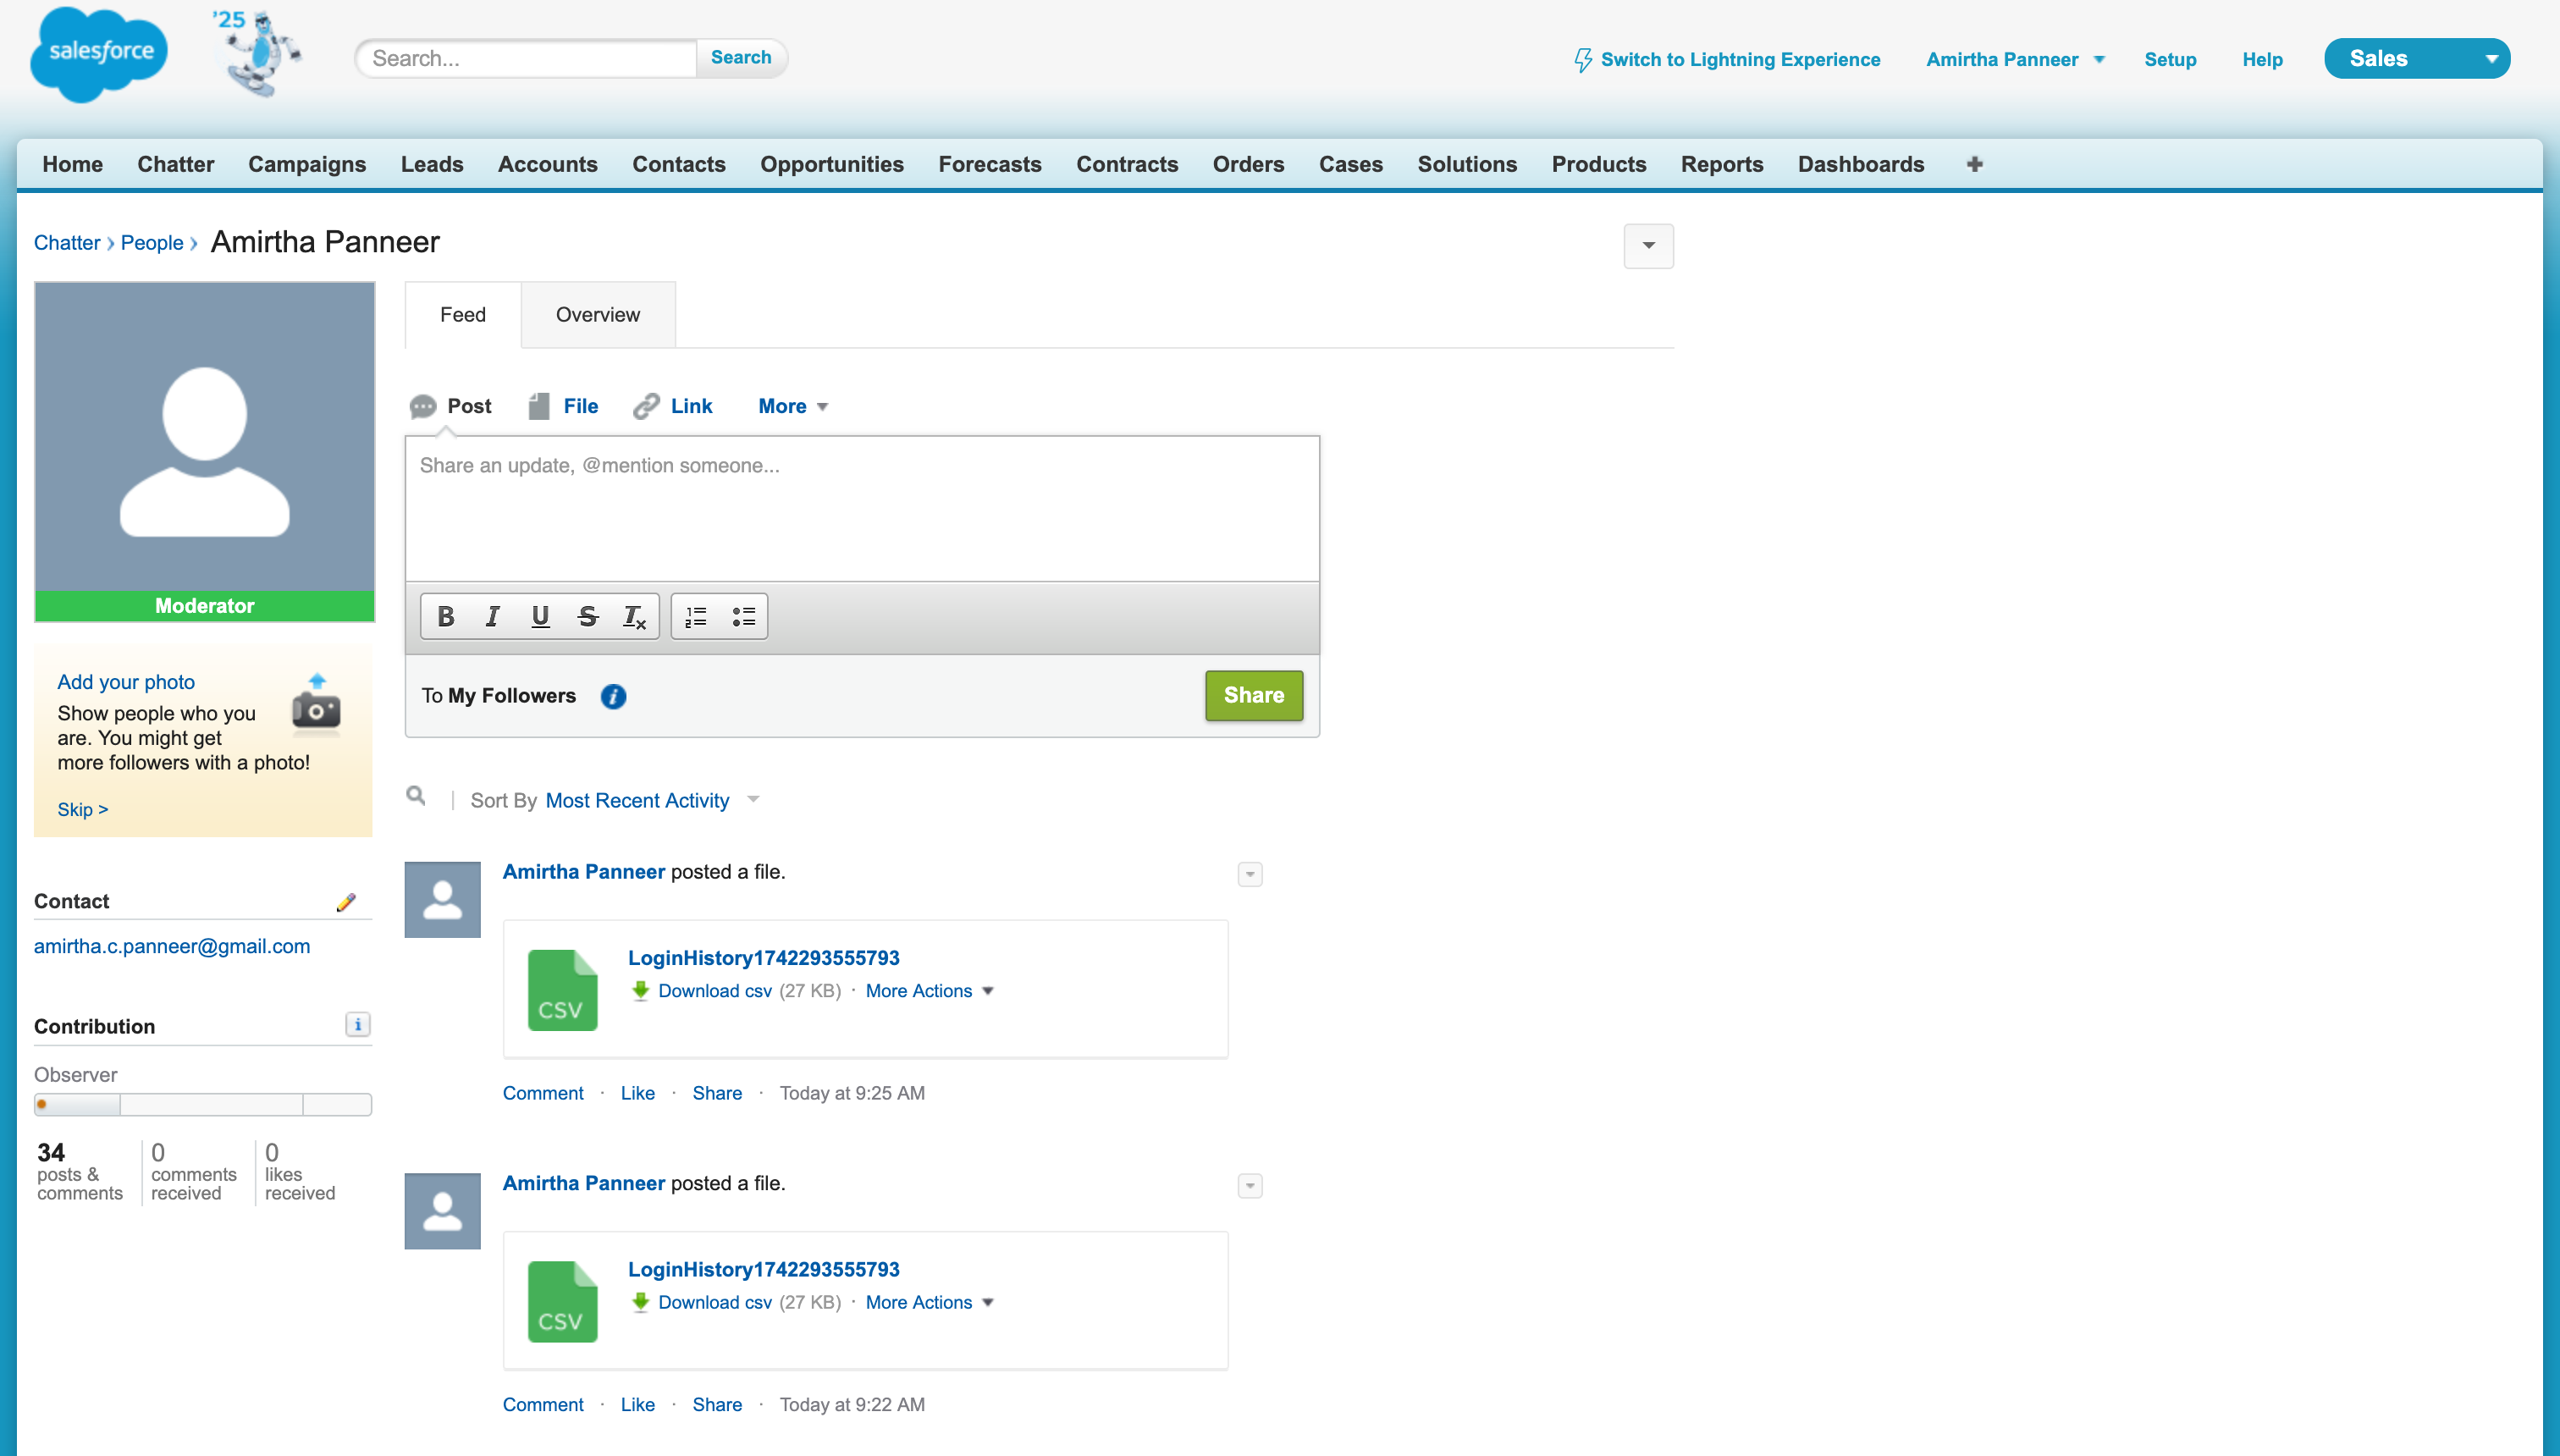 salesforce
'25
Search...
Search
Switch to Lightning Experience
Amirtha Panneer
Setup
Help
Sales
Home
Chatter
Campaigns
Leads
Accounts
Contacts
Opportunities
Forecasts
Contracts
Orders
Cases
Solutions
Products
Reports
Dashboards
Chatter › People › Amirtha Panneer
Feed
Overview
Post
File
Link
More
Share an update, @mention someone...
B I U S Tx
To My Followers
Share
Moderator
Add your photo
Show people who you
are. You might get
more followers with a photo!
Skip >
Contact
amirtha.c.panneer@gmail.com
Contribution
Observer
34
posts &
comments
0
comments
received
0
likes
received
Sort By Most Recent Activity
Amirtha Panneer posted a file.
CSV
LoginHistory1742293555793
Download csv (27 KB) · More Actions
Comment · Like · Share · Today at 9:25 AM
Amirtha Panneer posted a file.
CSV
LoginHistory1742293555793
Download csv (27 KB) · More Actions
Comment · Like · Share · Today at 9:22 AM